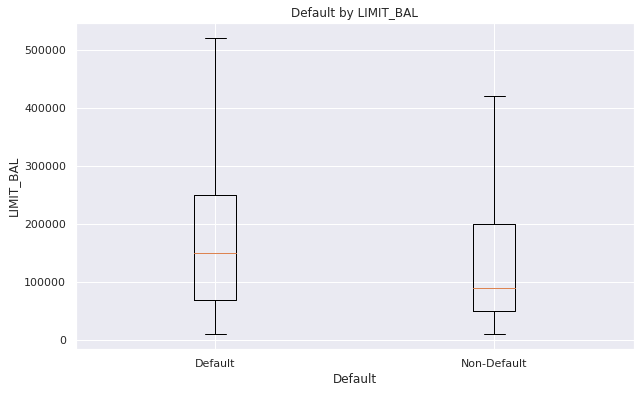 Default by LIMIT_BAL
500000
400000
300000
200000
100000
0
LIMIT_BAL
Default
Non-Default
Default